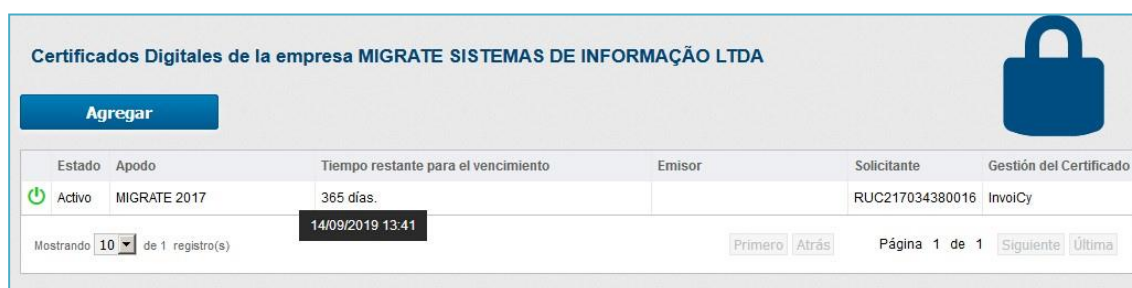 Certificados Digitales de la empresa MIGRATE SISTEMAS DE INFORMAÇÃO LTDA
Agregar
Estado Apodo Tiempo restante para el vencimiento Emisor Solicitante Gestión del Certificado
Activo MIGRATE 2017 365 días. RUC217034380016 InvoiCy
14/09/2019 13:41
Mostrando 10 de 1 registro(s) Primero Atrás Página 1 de 1 Siguiente Última